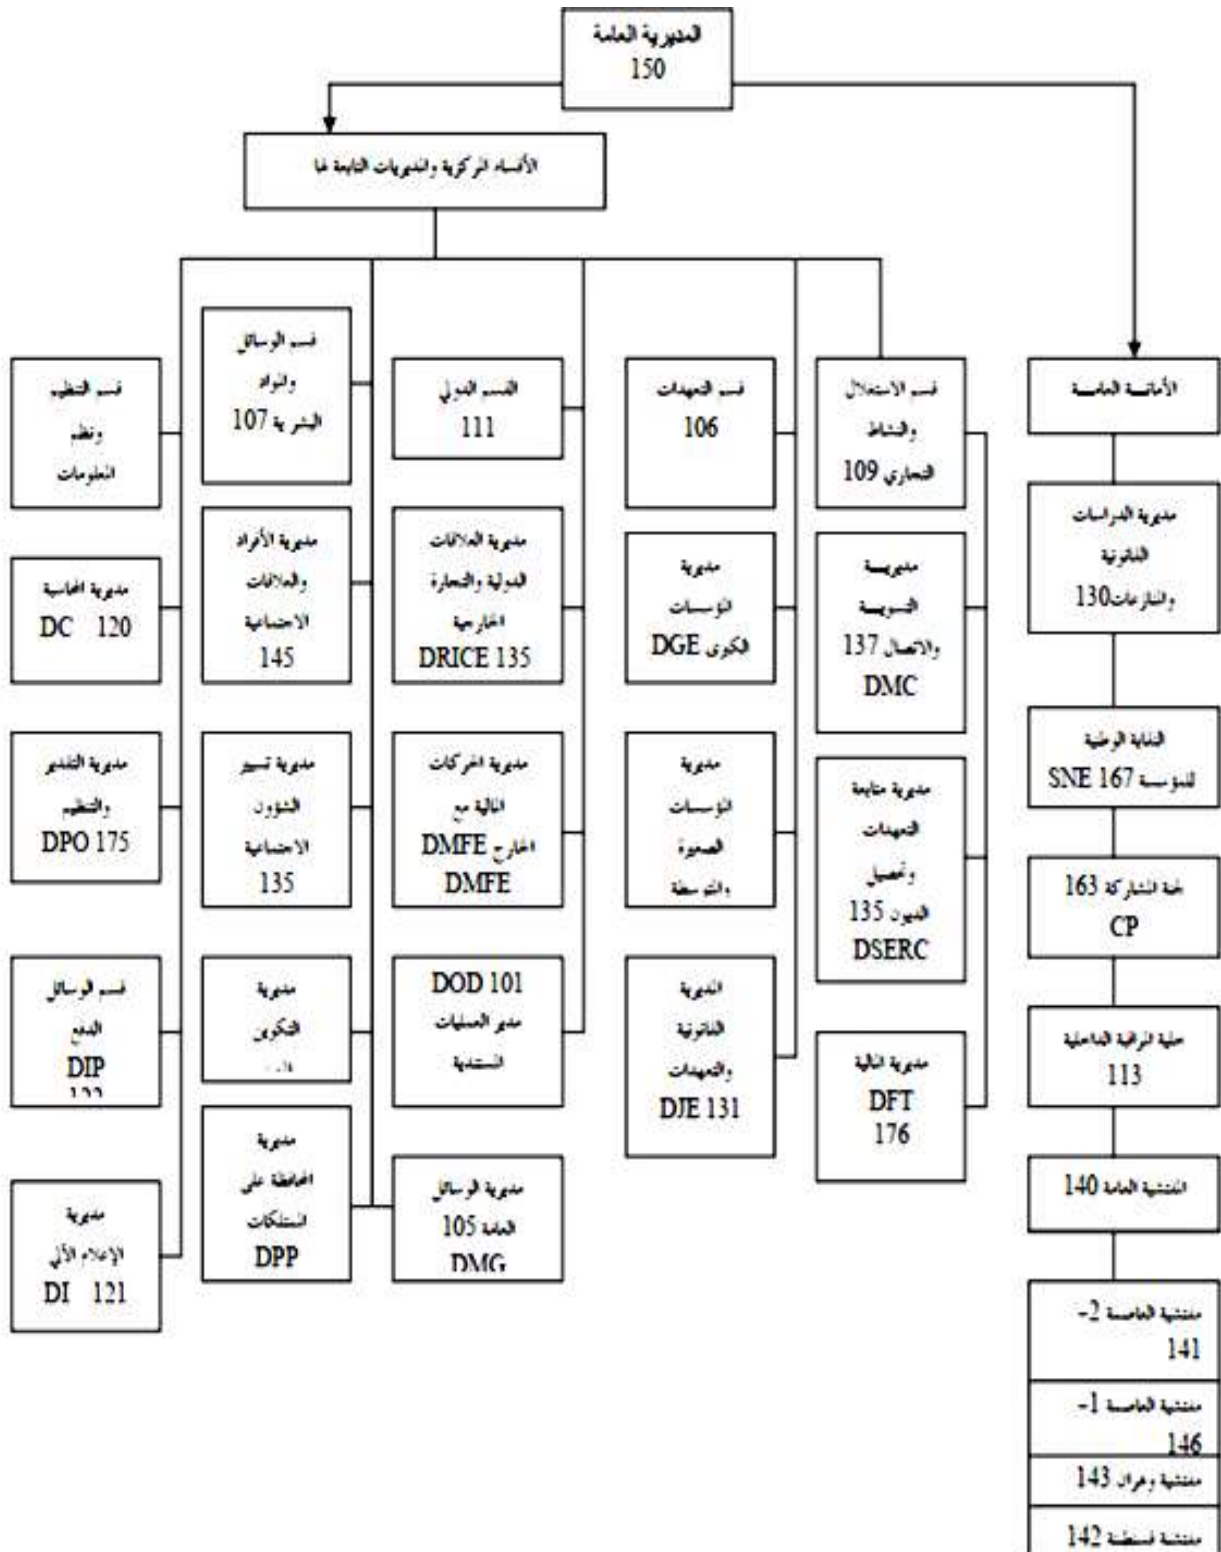 المديرية العامة
150
الأقسام المركزية والمديريات التابعة لها
الأمانة العامة
مديرية الدراسات
القانونية
والمنازعات130
النقابة الوطنية
للمؤسسة SNE 167
لجنة المشاركة 163
CP
خلية المراقبة الداخلية
113
المفتشية العامة 140
مفتشية العاصمة 2-
141
مفتشية العاصمة 1-
146
مفتشية وهران 143
مفتشة قسنطينة 142
قسم الاستغلال
والنشاط
التجاري 109
مديرية
التسويق
والاتصال 137
DMC
مديرية متابعة
التعهدات
وتحصيل
الديون 135
DSERC
مديرية المالية
DFT
176
قسم التعهدات
106
مديرية
المؤسسات
الكبرى DGE
مديرية
المؤسسات
الصغيرة
والمتوسطة
المديرية
القانونية
والتعهدات
DJE 131
القسم الدولي
111
مديرية العلاقات
الدولية والتجارة
الخارجية
DRICE 135
مديرية الحركات
المالية مع
الخارج DMFE
DMFE
DOD 101
مدير العمليات
المستندية
مديرية الوسائل
العامة 105
DMG
قسم الوسائل
والمواد
البشرية 107
مديرية الأفراد
والعلاقات
الاجتماعية
145
مديرية تسيير
الشؤون
الاجتماعية
135
مديرية
التكوين
مديرية
المحافظة على
الممتلكات
DPP
قسم التنظيم
ونظم
المعلومات
مديرية المحاسبة
DC 120
مديرية التقدير
والتنظيم
DPO 175
قسم الوسائل
الدفع
DIP
مديرية
الإعلام الآلي
DI 121